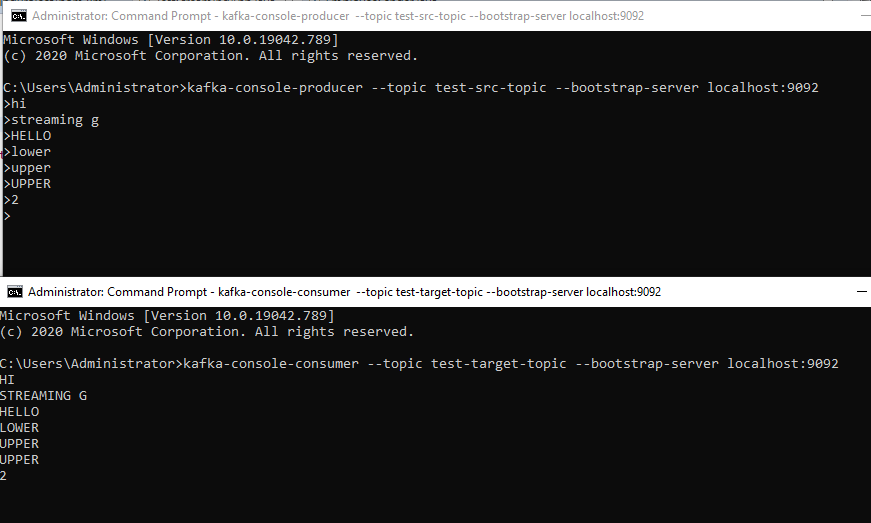 Administrator: Command Prompt - kafka-console-producer --topic test-src-topic --bootstrap-server localhost:9092
Microsoft Windows [Version 10.0.19042.789]
(c) 2020 Microsoft Corporation. All rights reserved.
C:\Users\Administrator>kafka-console-producer --topic test-src-topic --bootstrap-server localhost:9092
>hi
>streaming g
>HELLO
>lower
>upper
>UPPER
>2
>
Administrator: Command Prompt - kafka-console-consumer --topic test-target-topic --bootstrap-server localhost:9092
Microsoft Windows [Version 10.0.19042.789]
(c) 2020 Microsoft Corporation. All rights reserved.
C:\Users\Administrator>kafka-console-consumer --topic test-target-topic --bootstrap-server localhost:9092
HI
STREAMING G
HELLO
LOWER
UPPER
UPPER
2